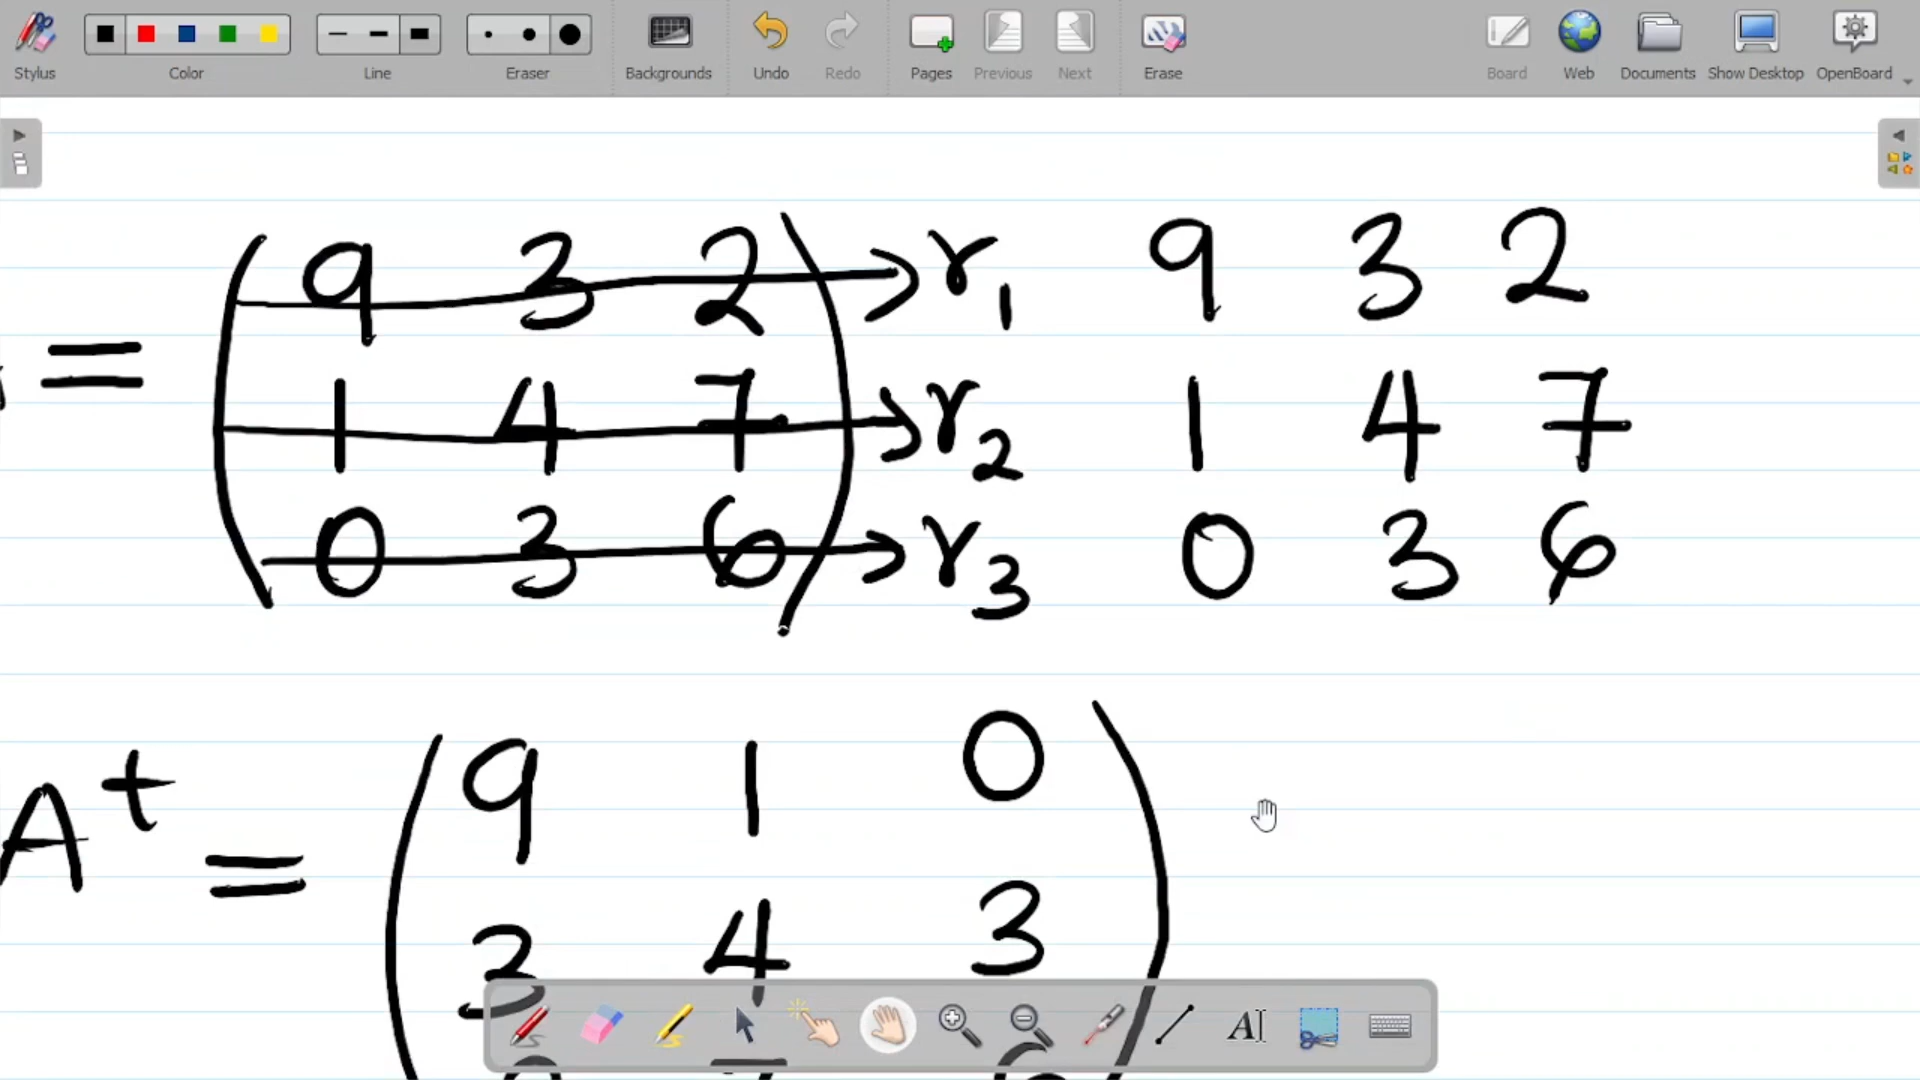 Stylus Color Line Eraser Backgrounds Undo Redo Pages Previous Next Erase Board Web Documents Show Desktop OpenBoard
= ( 9 3 2 ) → r1 9 3 2
1 4 7 → r2 1 4 7
0 3 6 → r3 0 3 6
A^t = ( 9 1 0 )
3 4 3